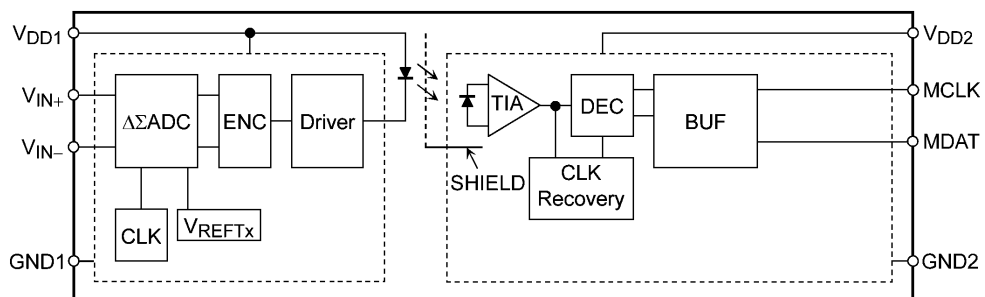 VDD1
VDD2
VIN+
VIN−
ΔΣADC
ENC
Driver
CLK
VREFTx
GND1
SHIELD
TIA
DEC
CLK
Recovery
BUF
MCLK
MDAT
GND2